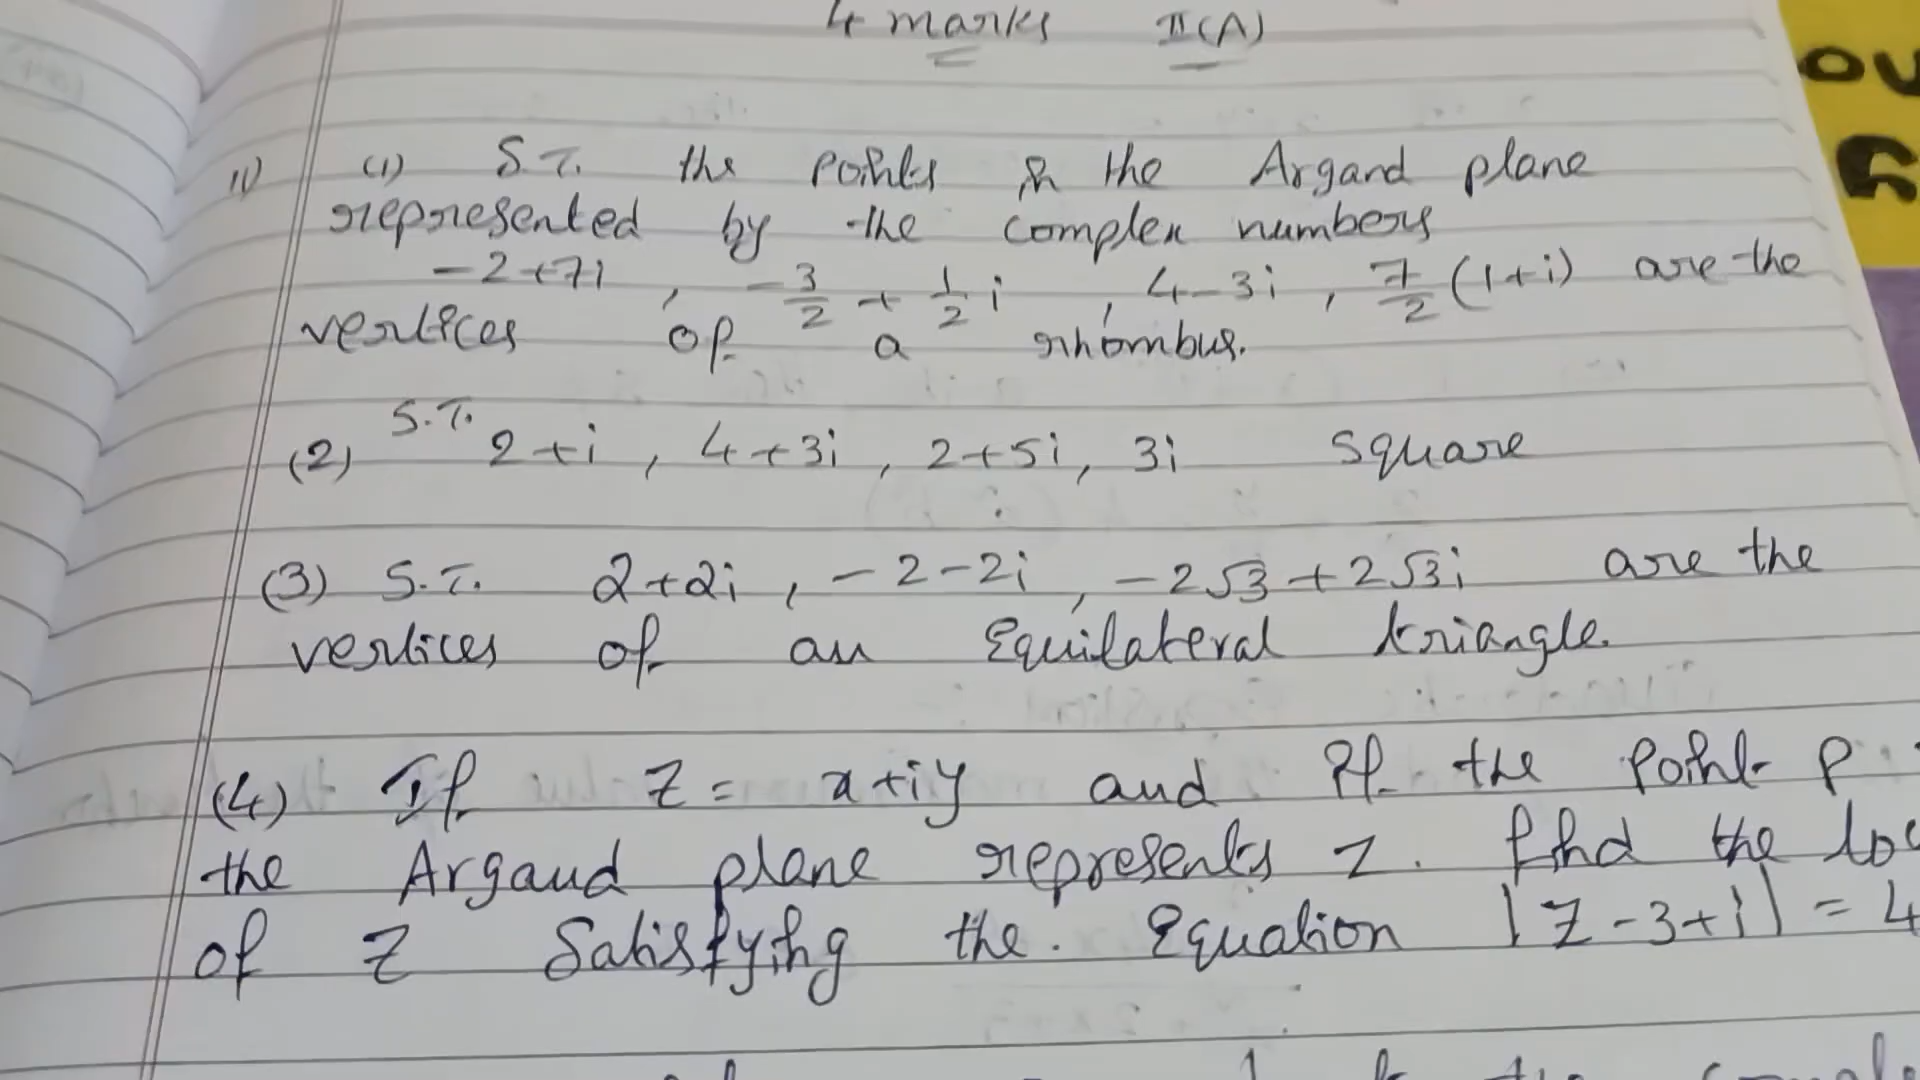 4 marks II(A)
11) (1) S.T. the points in the Argand plane
represented by the complex numbers
-2+7i, -3/2 + 1/2 i, 4-3i, 7/2 (1+i) are the
vertices of a rhombus.
(2) S.T. 2+i, 4+3i, 2+5i, 3i square
(3) S.T. 2+2i, -2-2i, -2√3+2√3i are the
vertices of an Equilateral triangle.
(4) If z = x+iy and if the point P
the Argand plane represents z. find the loc
of z Satisfying the Equation |z-3+i| = 4